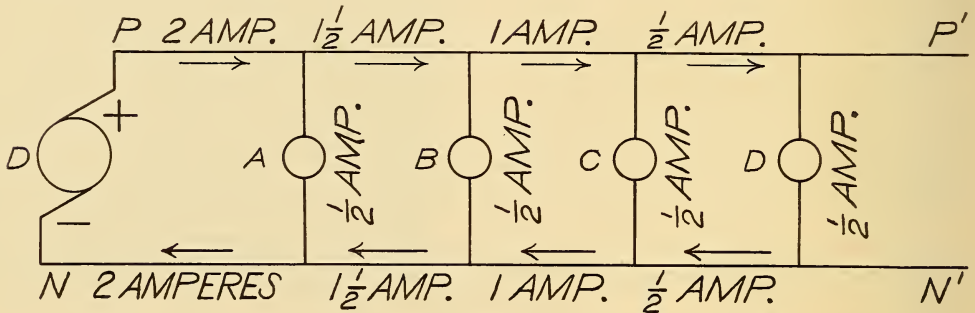 P 2 AMP. 1½ AMP. 1 AMP. ½ AMP. P'
D + A ½ AMP. B ½ AMP. C ½ AMP. D ½ AMP.
−
N 2 AMPERES 1½ AMP. 1 AMP. ½ AMP. N'